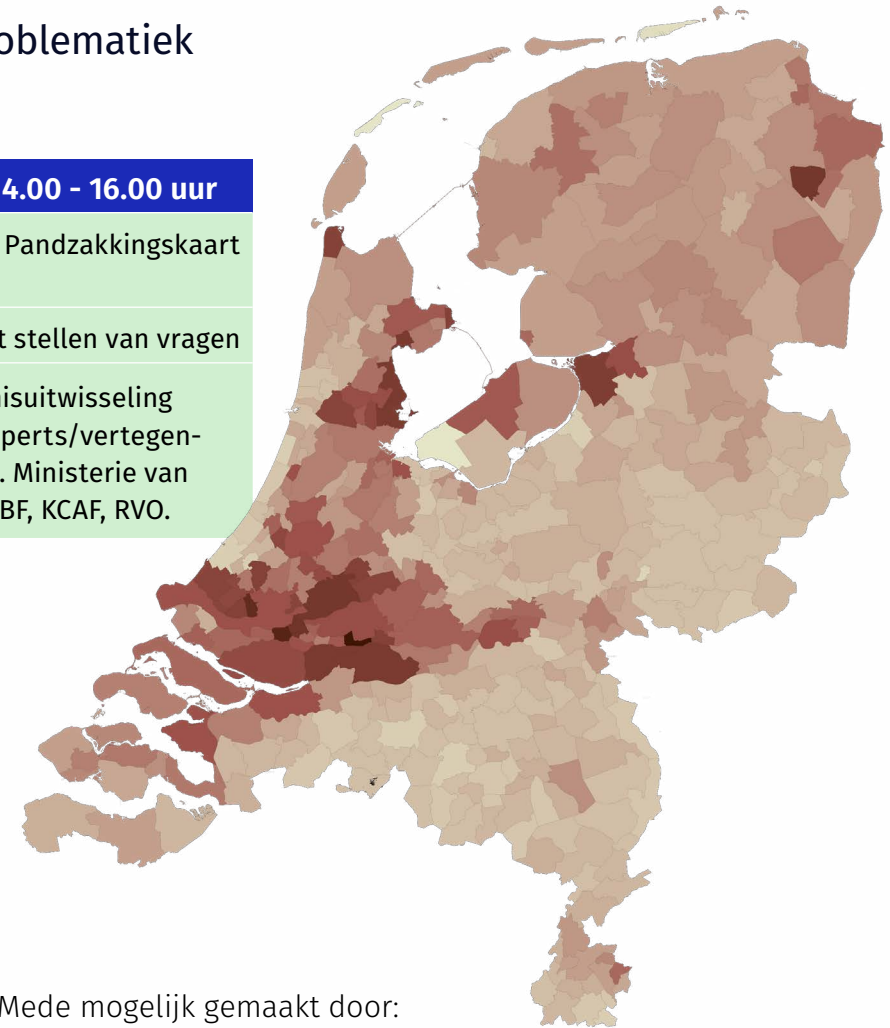 oblematiek
4.00 - 16.00 uur
Pandzakkingskaart
t stellen van vragen
nisuitwisseling
perts/vertegen-
. Ministerie van
BF, KCAF, RVO.
Mede mogelijk gemaakt door: